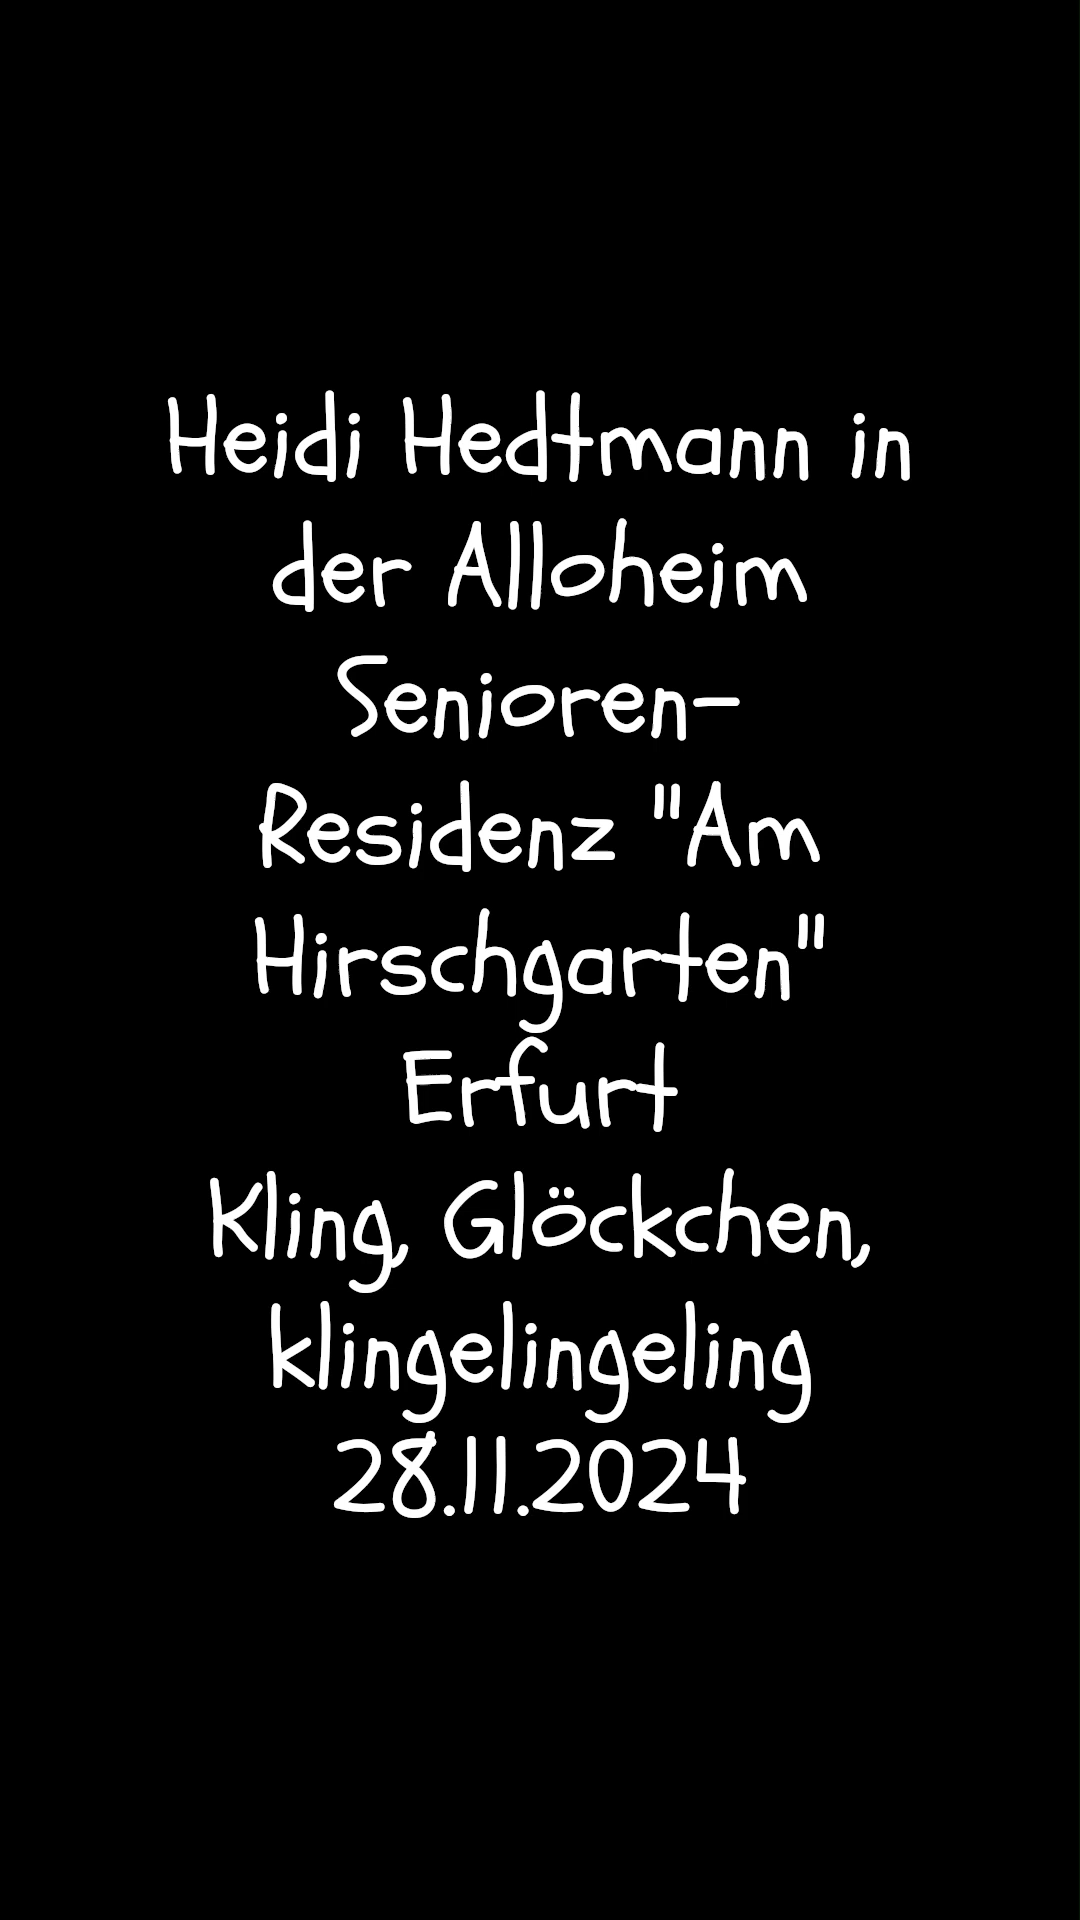 Heidi Hedtmann in
der Alloheim
Senioren-
Residenz "Am
Hirschgarten"
Erfurt
Kling, Glöckchen,
klingelingeling
28.11.2024